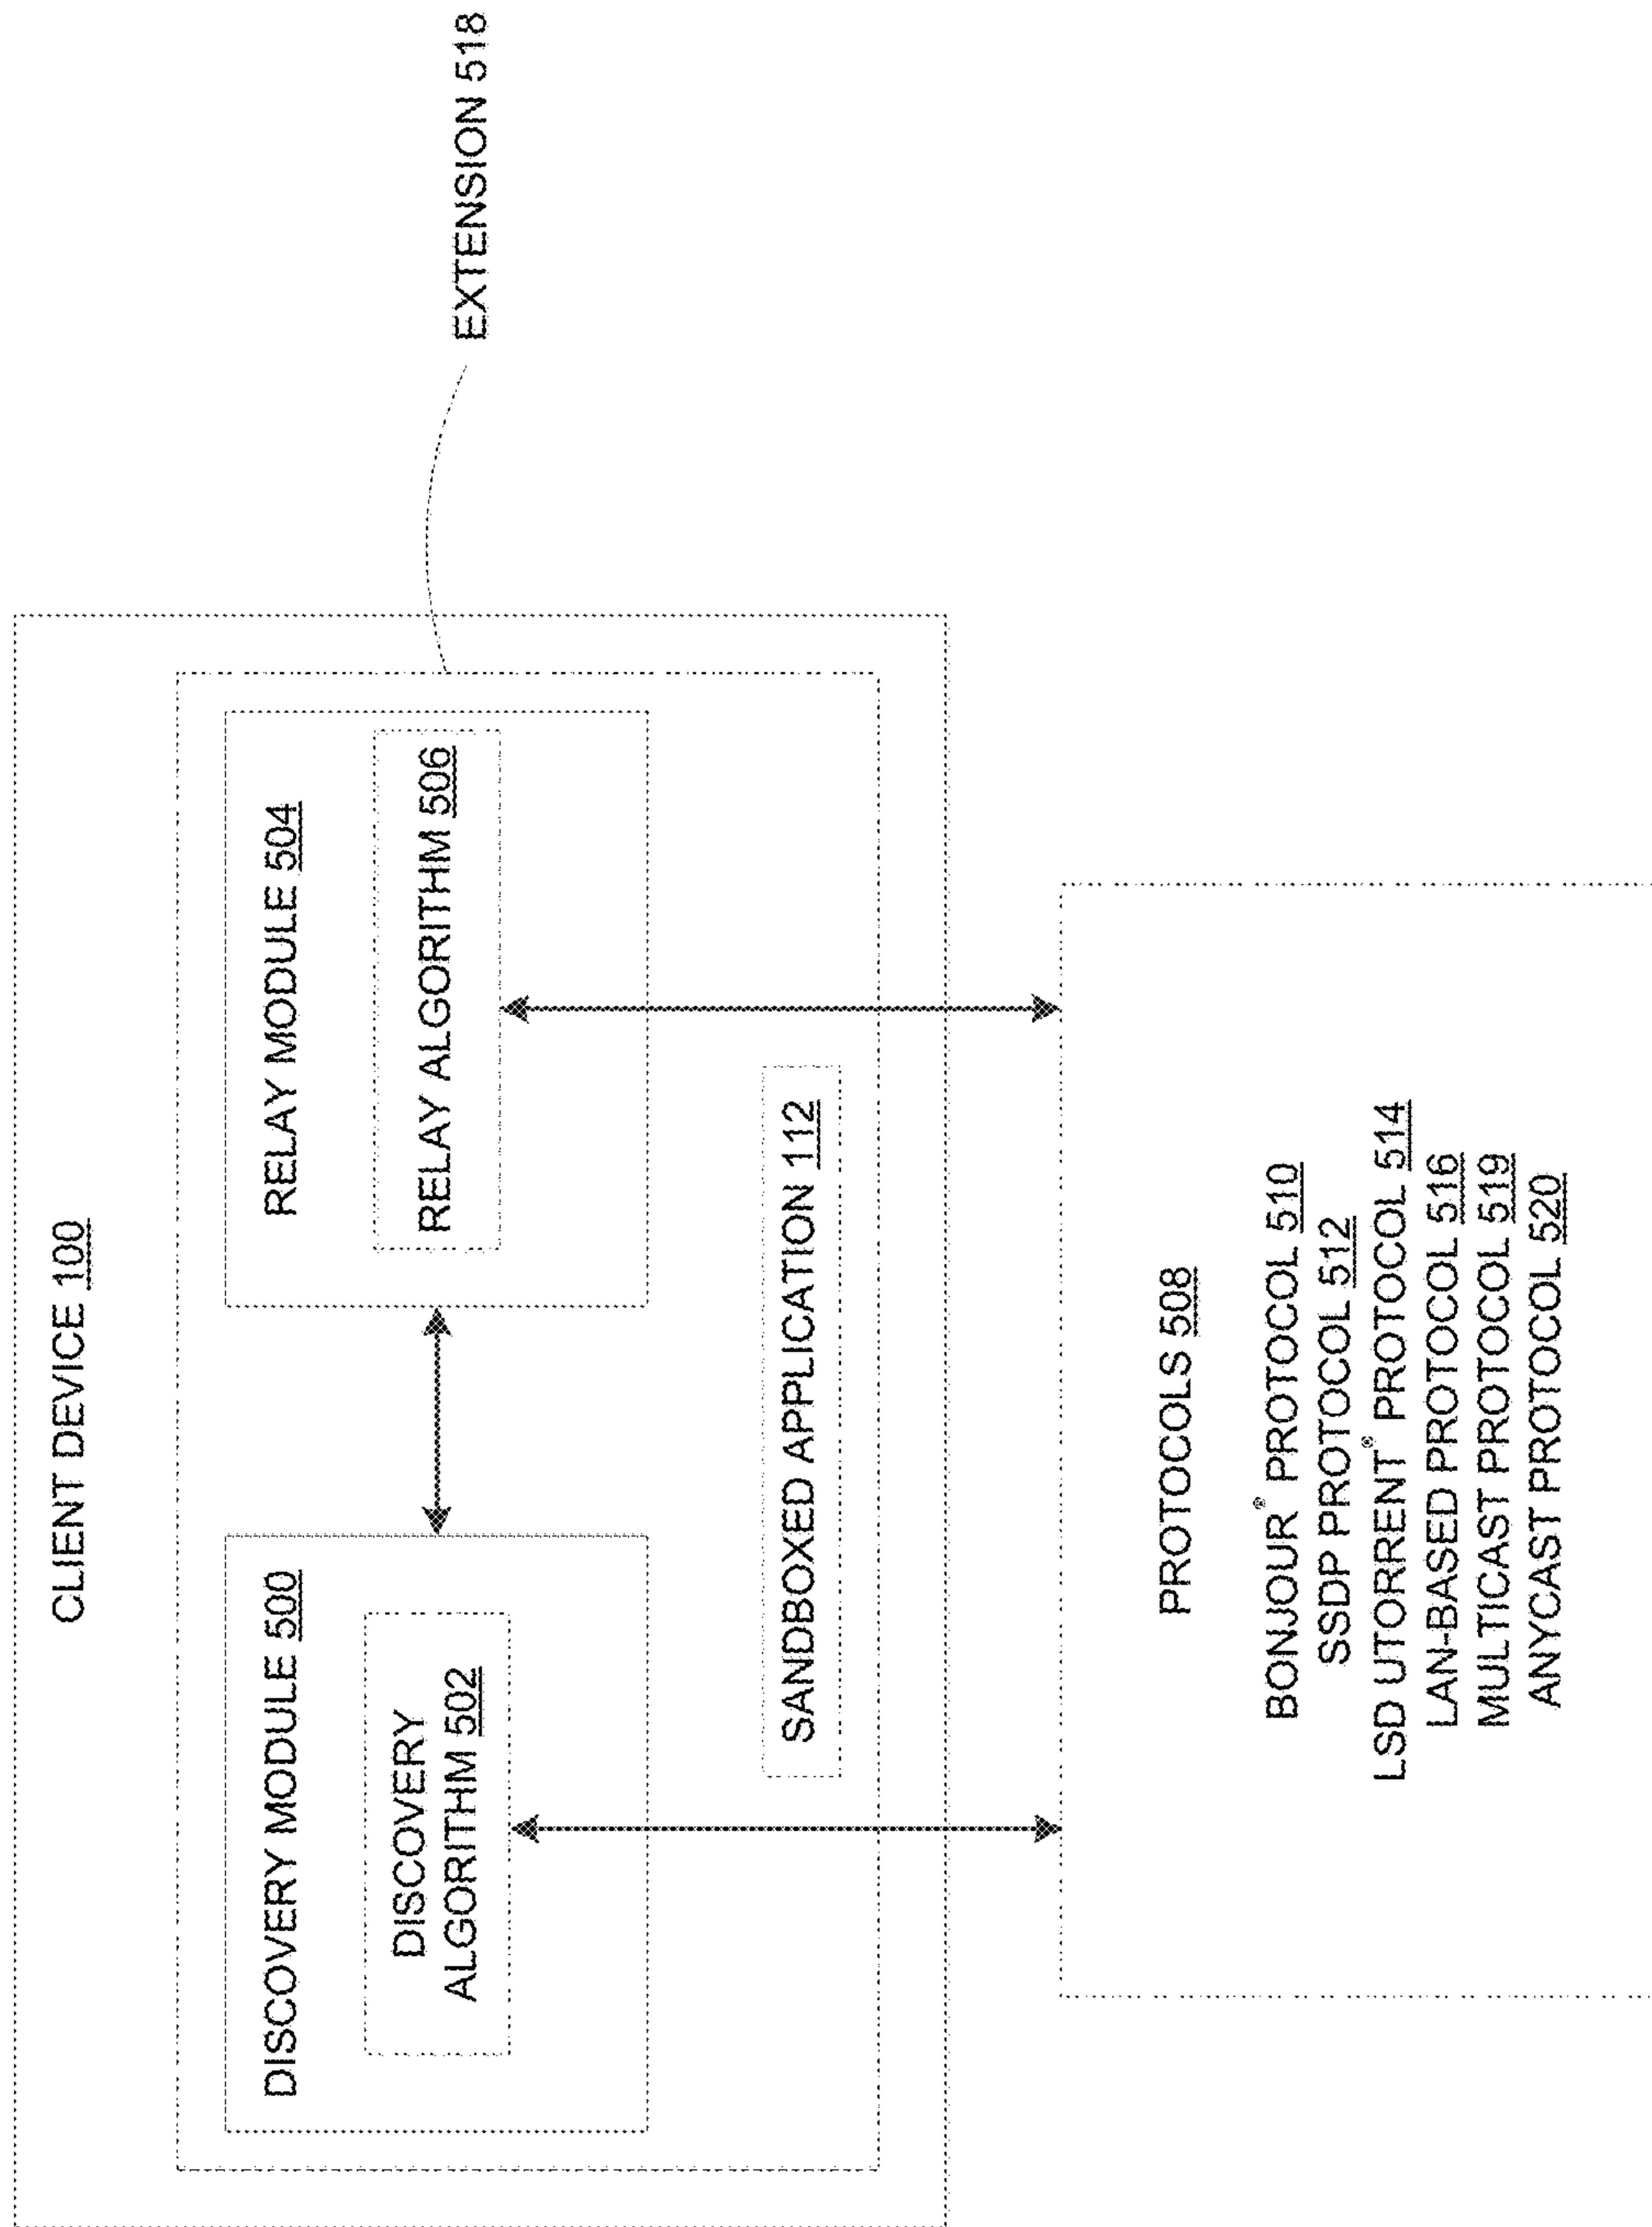 CLIENT DEVICE 100
EXTENSION 518
DISCOVERY MODULE 500
DISCOVERY
ALGORITHM 502
RELAY MODULE 504
RELAY ALGORITHM 506
SANDBOXED APPLICATION 112
PROTOCOLS 508
BONJOUR® PROTOCOL 510
SSDP PROTOCOL 512
LSD UTORRENT® PROTOCOL 514
LAN-BASED PROTOCOL 516
MULTICAST PROTOCOL 519
ANYCAST PROTOCOL 520